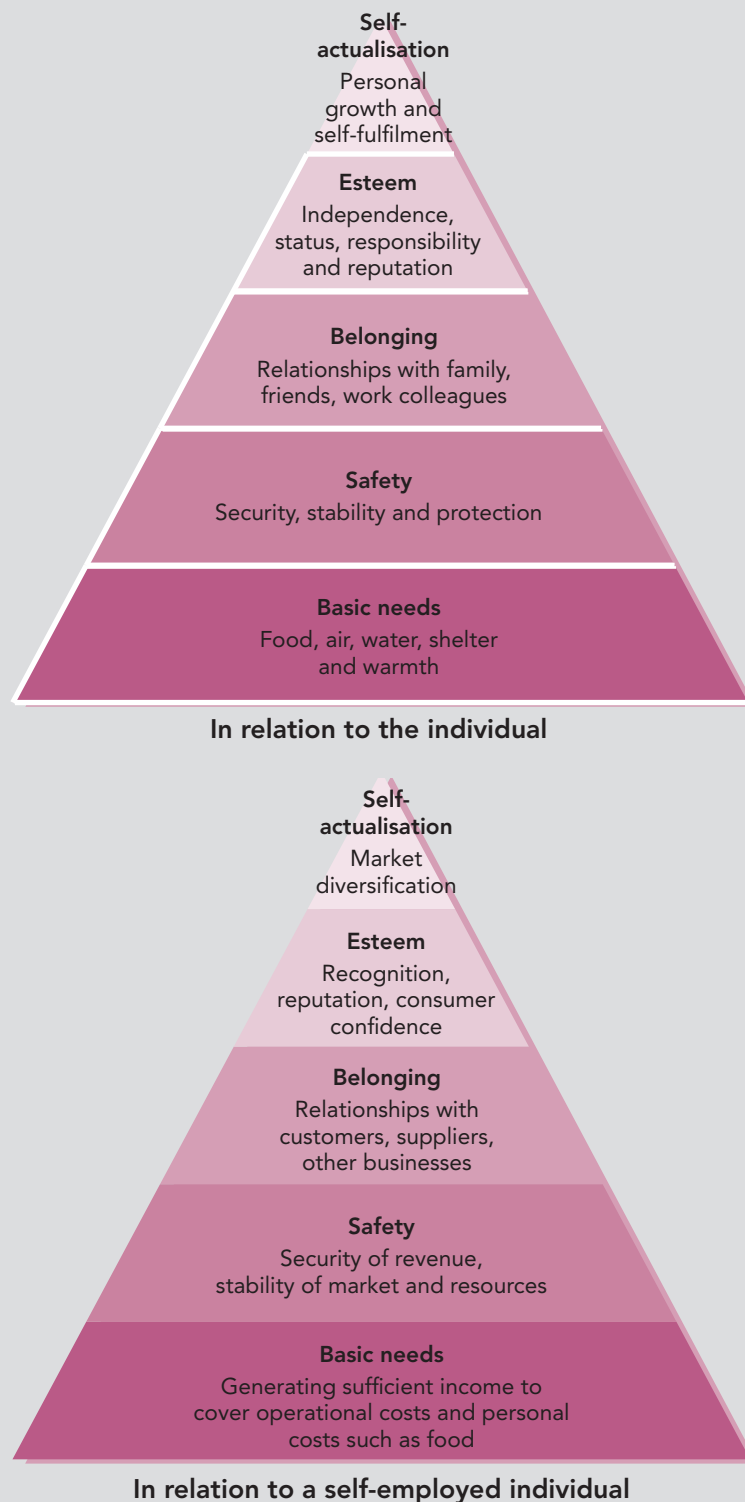 Self-
actualisation
Personal
growth and
self-fulfilment
Esteem
Independence,
status, responsibility
and reputation
Belonging
Relationships with family,
friends, work colleagues
Safety
Security, stability and protection
Basic needs
Food, air, water, shelter
and warmth
In relation to the individual
Self-
actualisation
Market
diversification
Esteem
Recognition,
reputation, consumer
confidence
Belonging
Relationships with
customers, suppliers,
other businesses
Safety
Security of revenue,
stability of market and resources
Basic needs
Generating sufficient income to
cover operational costs and personal
costs such as food
In relation to a self-employed individual